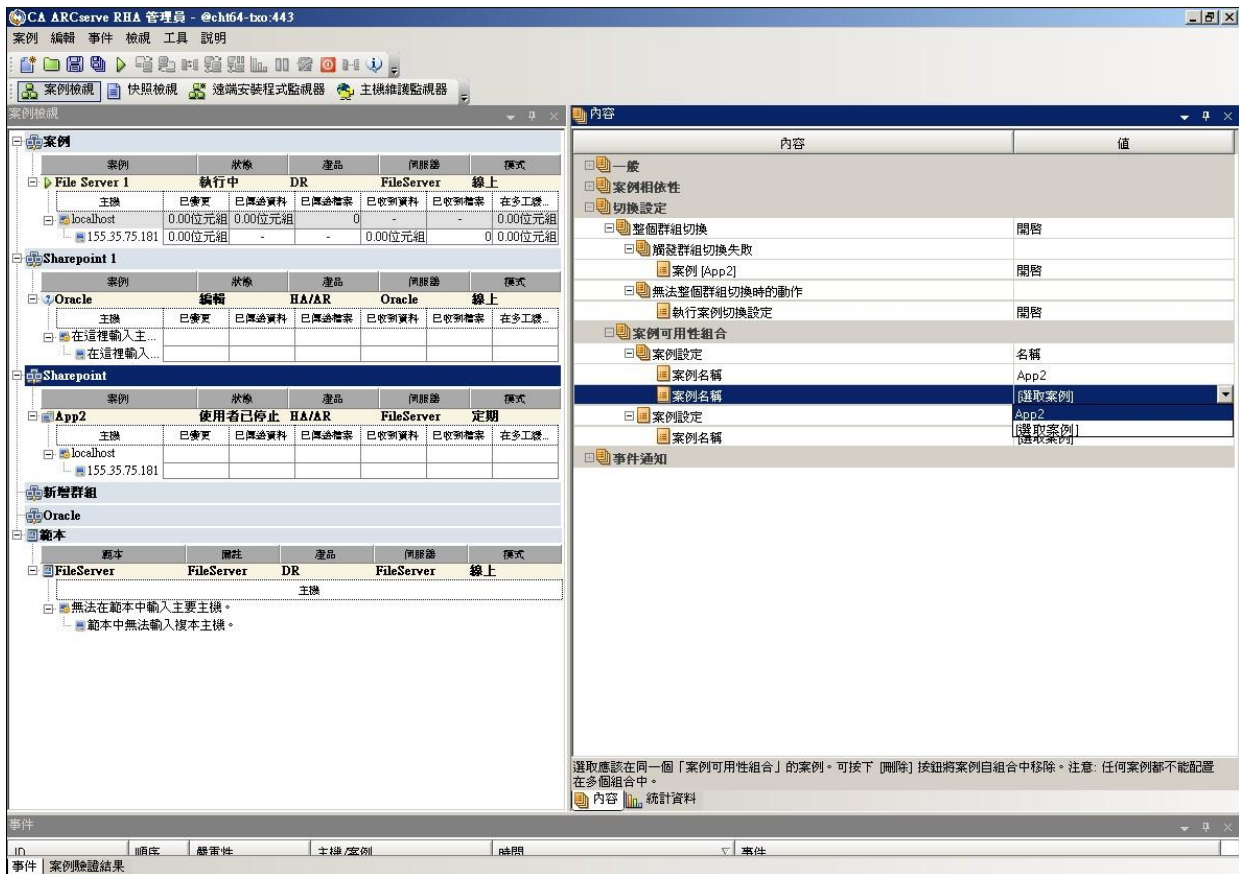 CA ARCserve RHA 管理員 - @cht64-txo:443
案例 編輯 事件 檢視 工具 說明
案例檢視 快照檢視 遠端安裝程式監視器 主機維護監視器
案例檢視
案例
案例 狀態 產品 伺服器 模式
File Server 1 執行中 DR FileServer 線上
主機 已變更 已傳送資料 已傳送檔案 已收到資料 已收到檔案 在多工緩...
localhost 0.00位元組 0.00位元組 0 - - 0.00位元組
155.35.75.181 0.00位元組 - - 0.00位元組 0 0.00位元組
Sharepoint 1
案例 狀態 產品 伺服器 模式
Oracle 編輯 HA/AR Oracle 線上
主機 已變更 已傳送資料 已傳送檔案 已收到資料 已收到檔案 在多工緩...
在這裡輸入主...
在這裡輸入...
Sharepoint
案例 狀態 產品 伺服器 模式
App2 使用者已停止 HA/AR FileServer 定期
主機 已變更 已傳送資料 已傳送檔案 已收到資料 已收到檔案 在多工緩...
localhost
155.35.75.181
新增群組
Oracle
範本
範本 備註 產品 伺服器 模式
FileServer FileServer DR FileServer 線上
主機
無法在範本中輸入主要主機。
範本中無法輸入複本主機。
內容
內容 值
一般
案例相依性
切換設定
整個群組切換 開啓
觸發群組切換失敗
案例 [App2] 開啓
無法整個群組切換時的動作
執行案例切換設定 開啓
案例可用性組合
案例設定 名稱
案例名稱 App2
案例名稱 [選取案例]
案例設定 App2
[選取案例]
案例名稱 [選取案例]
事件通知
選取應該在同一個「案例可用性組合」的案例。可按下 [刪除] 按鈕將案例自組合中移除。注意: 任何案例都不能配置
在多個組合中。
內容 統計資料
事件
ID 順序 嚴重性 主機/案例 時間 事件
事件 案例驗證結果